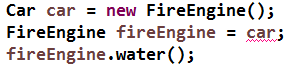 Car car = new FireEngine();
FireEngine fireEngine = car;
fireEngine.water();